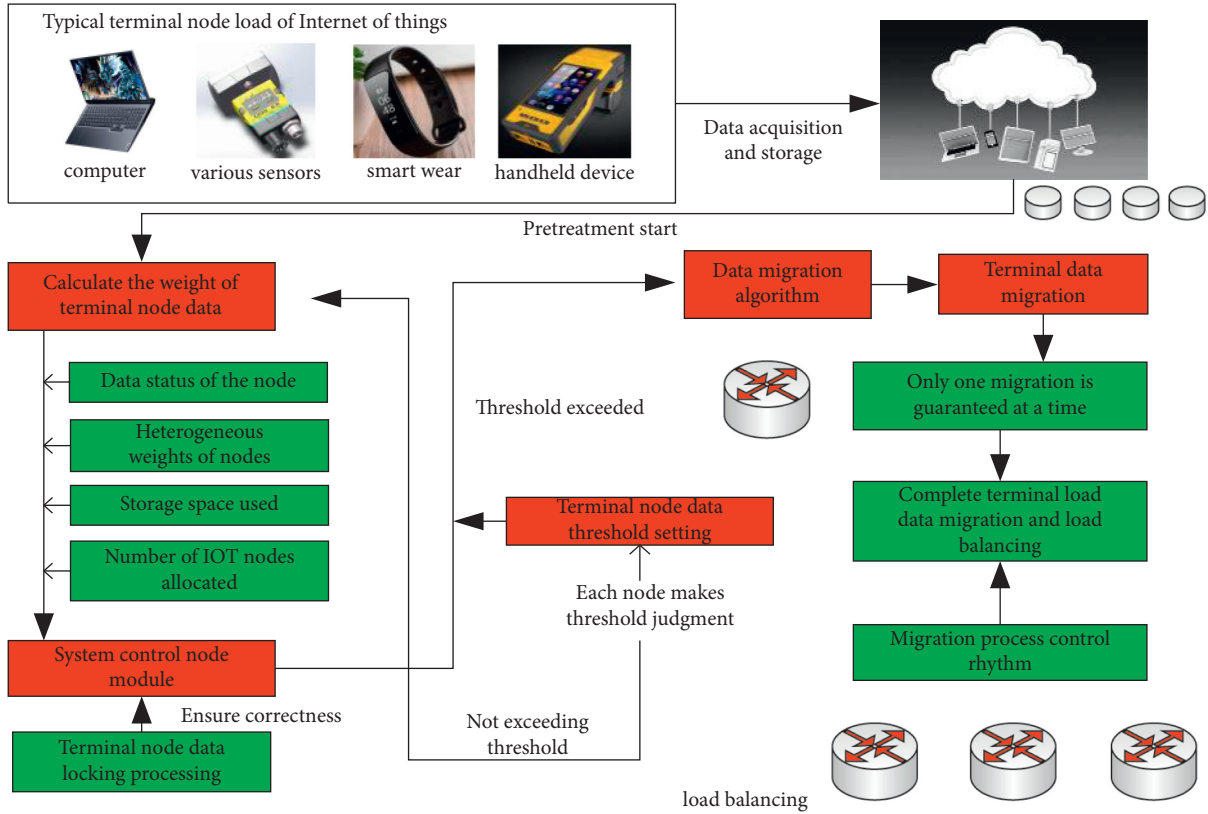 Typical terminal node load of Internet of things
computer
various sensors
smart wear
handheld device
06
48
Data acquisition
and storage
Pretreatment start
Calculate the weight of
terminal node data
Data migration
algorithm
Terminal data
migration
Data status of the node
Only one migration is
guaranteed at a time
Threshold exceeded
Heterogeneous
weights of nodes
Storage space used
Terminal node data
threshold setting
Complete terminal load
data migration and load
balancing
Number of IOT nodes
allocated
Each node makes
threshold judgment
System control node
module
Migration process control
rhythm
Ensure correctness
Not exceeding
threshold
Terminal node data
locking processing
load balancing